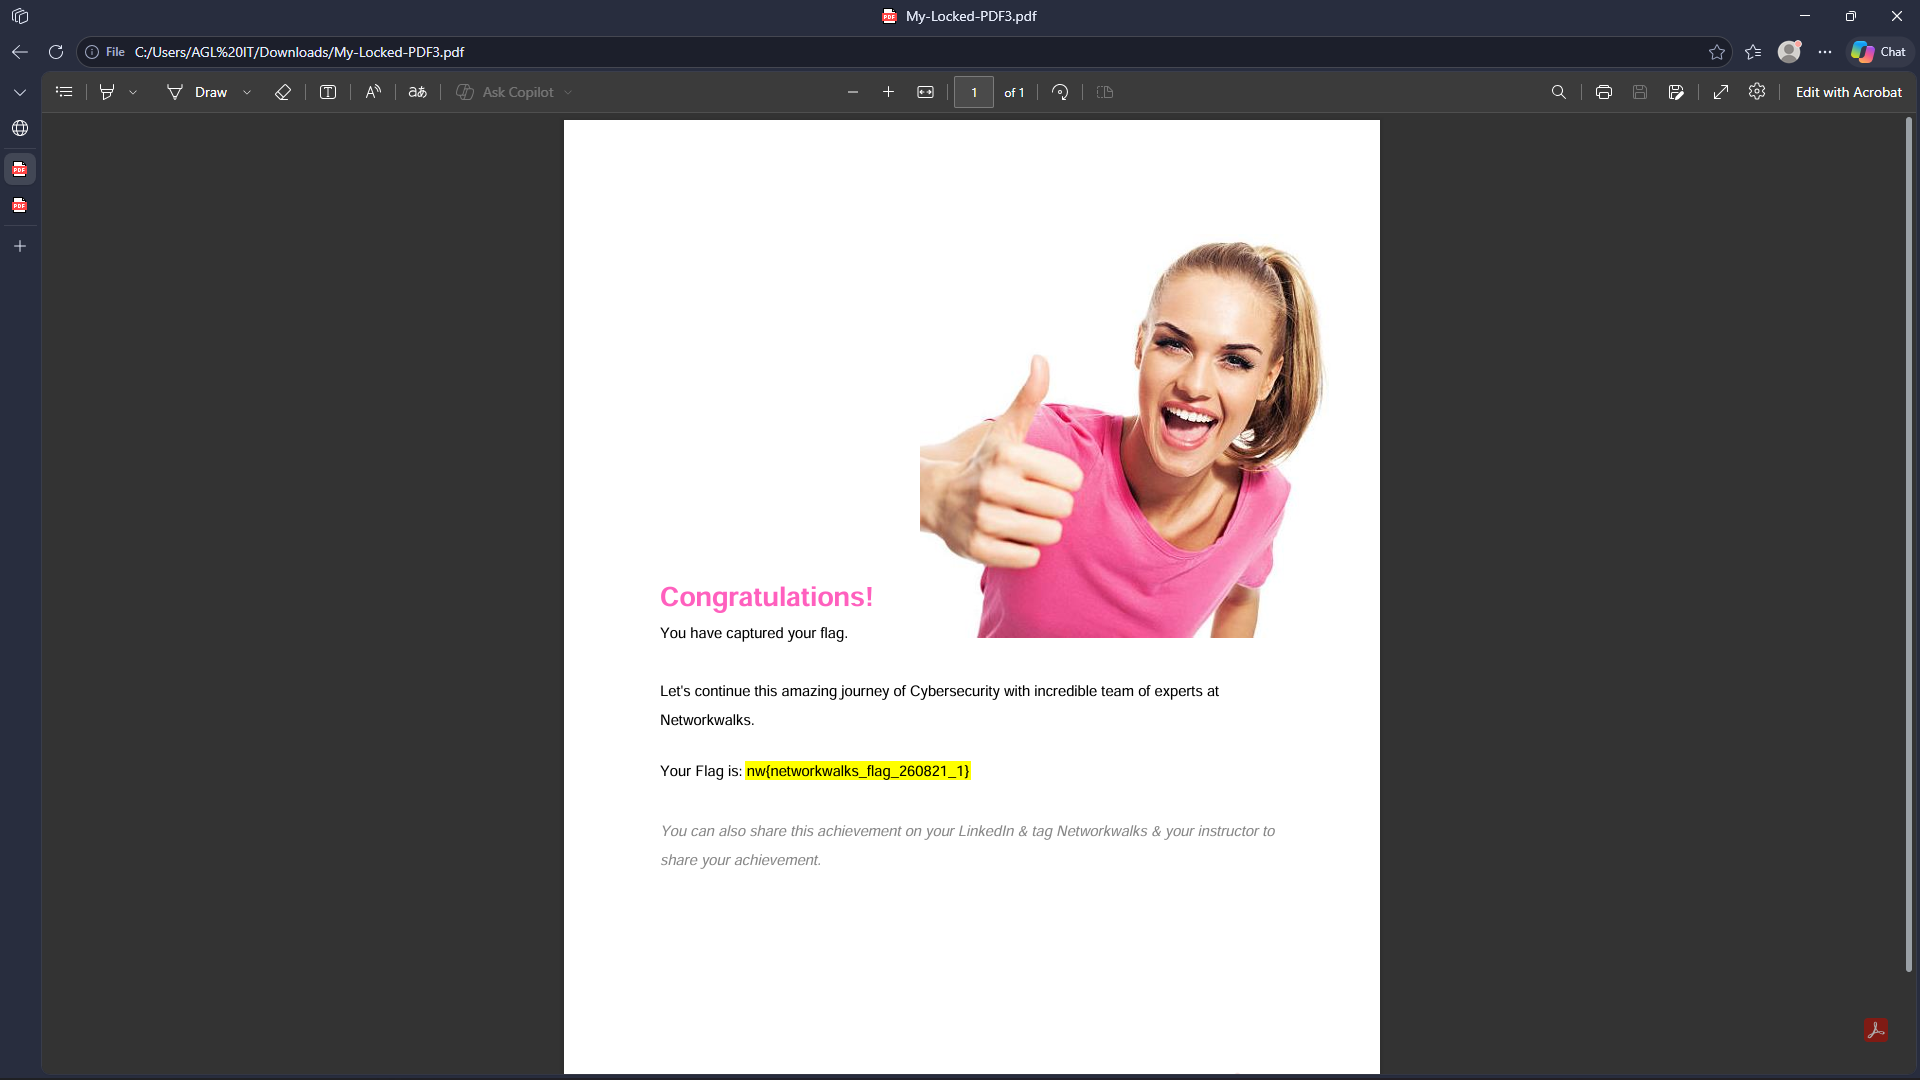 My-Locked-PDF3.pdf
File C:/Users/AGL%20IT/Downloads/My-Locked-PDF3.pdf
Chat
Draw
aあ
Ask Copilot
1 of 1
Edit with Acrobat
Congratulations!
You have captured your flag.
Let's continue this amazing journey of Cybersecurity with incredible team of experts at
Networkwalks.
Your Flag is: nw{networkwalks_flag_260821_1}
You can also share this achievement on your LinkedIn & tag Networkwalks & your instructor to
share your achievement.